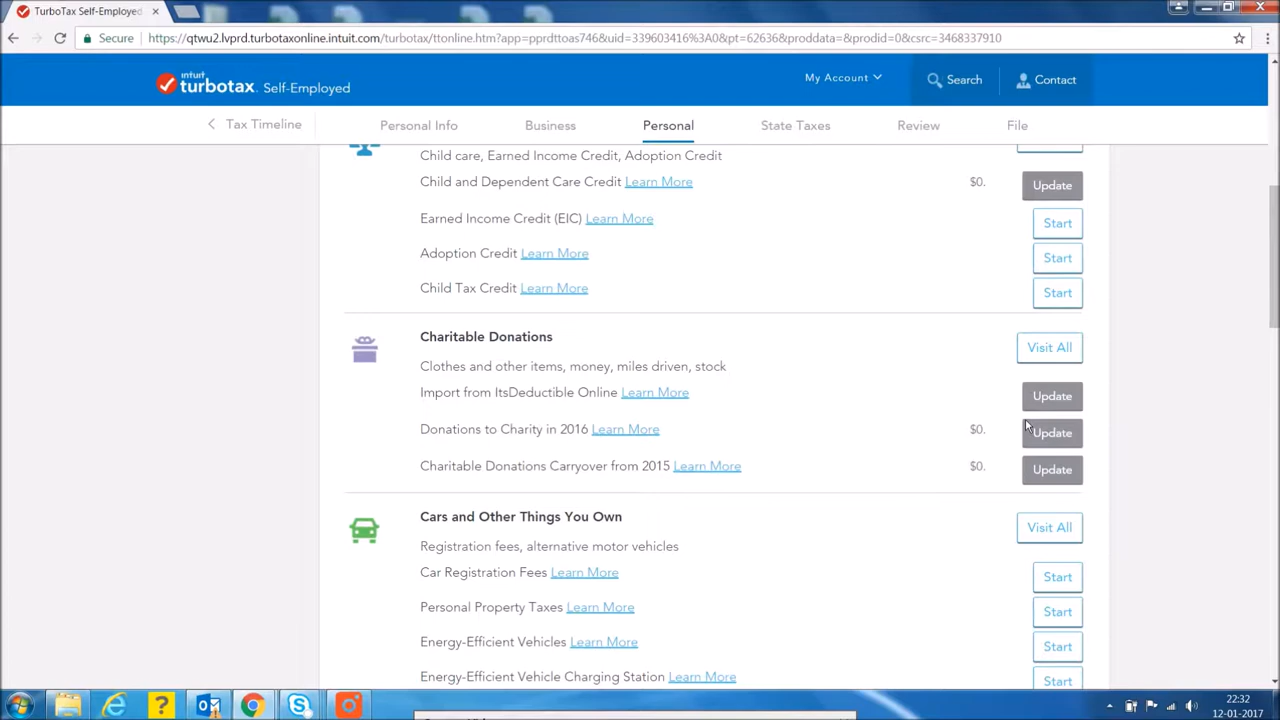 TurboTax Self-Employed
Secure https://qtwu2.lvprd.turbotaxonline.intuit.com/turbotax/ttonline.htm?app=pprdttoas746&uid=339603416%3A0&pt=62636&proddata=&prodid=0&csrc=3468337910
intuit turbotax. Self-Employed My Account Search Contact
Tax Timeline Personal Info Business Personal State Taxes Review File
Child care, Earned Income Credit, Adoption Credit
Child and Dependent Care Credit Learn More $0. Update
Earned Income Credit (EIC) Learn More Start
Adoption Credit Learn More Start
Child Tax Credit Learn More Start
Charitable Donations Visit All
Clothes and other items, money, miles driven, stock
Import from ItsDeductible Online Learn More Update
Donations to Charity in 2016 Learn More $0. Update
Charitable Donations Carryover from 2015 Learn More $0. Update
Cars and Other Things You Own Visit All
Registration fees, alternative motor vehicles
Car Registration Fees Learn More Start
Personal Property Taxes Learn More Start
Energy-Efficient Vehicles Learn More Start
Energy-Efficient Vehicle Charging Station Learn More Start
22:32
12-01-2017